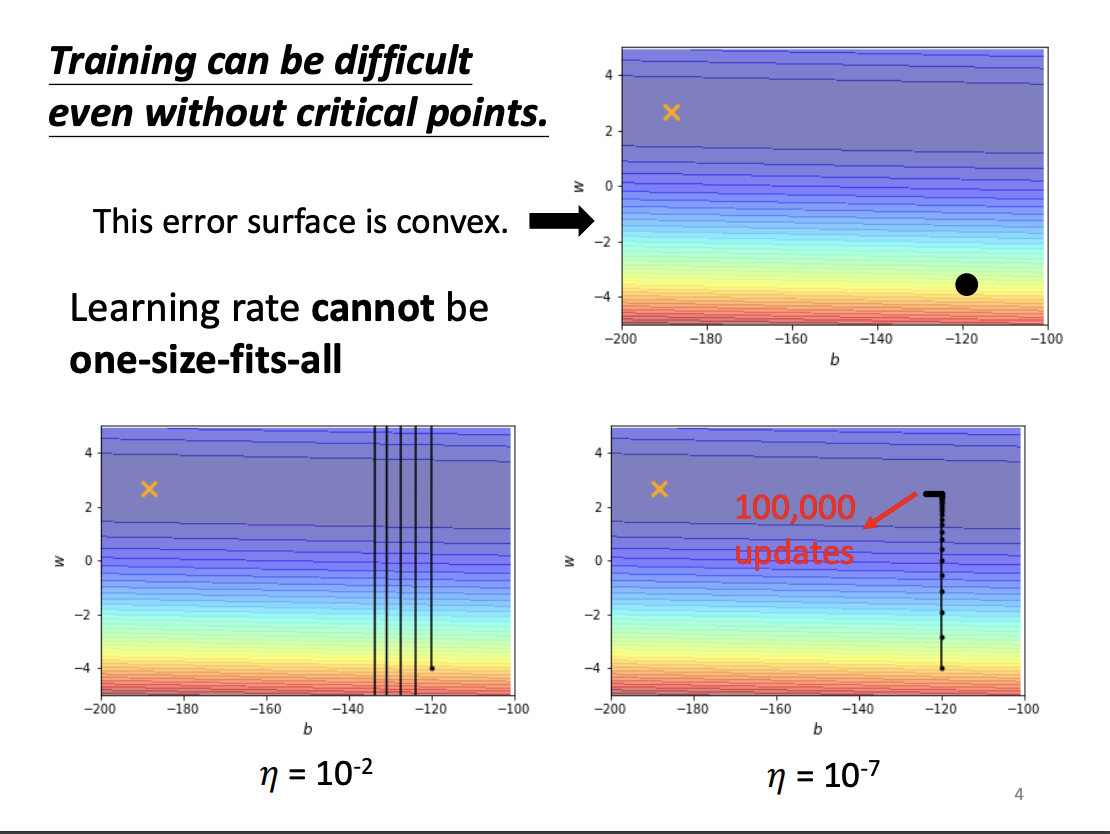 Training can be difficult
even without critical points.
This error surface is convex.
Learning rate cannot be
one-size-fits-all
4
2
0
−2
−4
w
−200
−180
−160
−140
−120
−100
b
4
2
0
−2
−4
w
−200
−180
−160
−140
−120
−100
b
η = 10-2
4
2
0
−2
−4
w
100,000
updates
−200
−180
−160
−140
−120
−100
b
η = 10-7
4